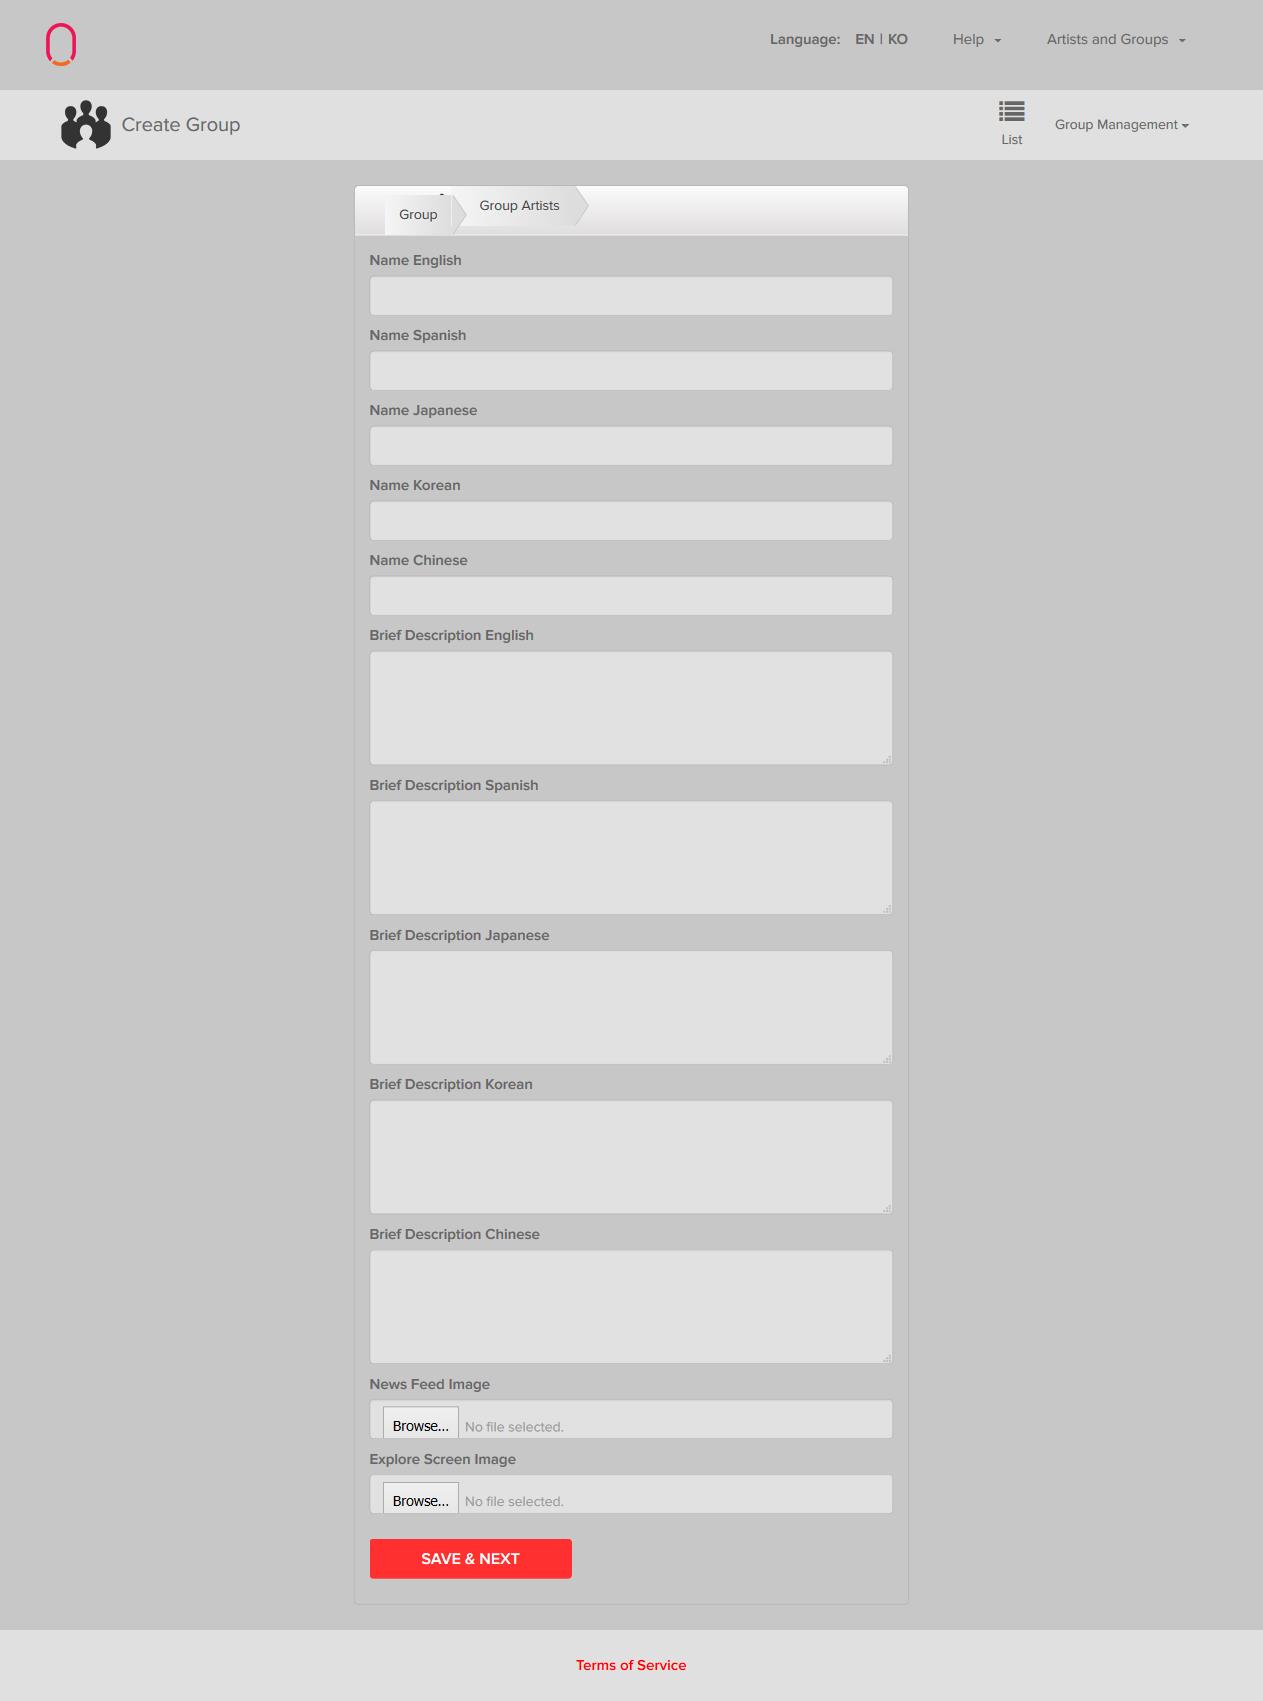 Language: EN | KO Help Artists and Groups
Create Group
List
Group Management
Group
Group Artists
Name English
Name Spanish
Name Japanese
Name Korean
Name Chinese
Brief Description English
Brief Description Spanish
Brief Description Japanese
Brief Description Korean
Brief Description Chinese
News Feed Image
Browse... No file selected.
Explore Screen Image
Browse... No file selected.
SAVE & NEXT
Terms of Service